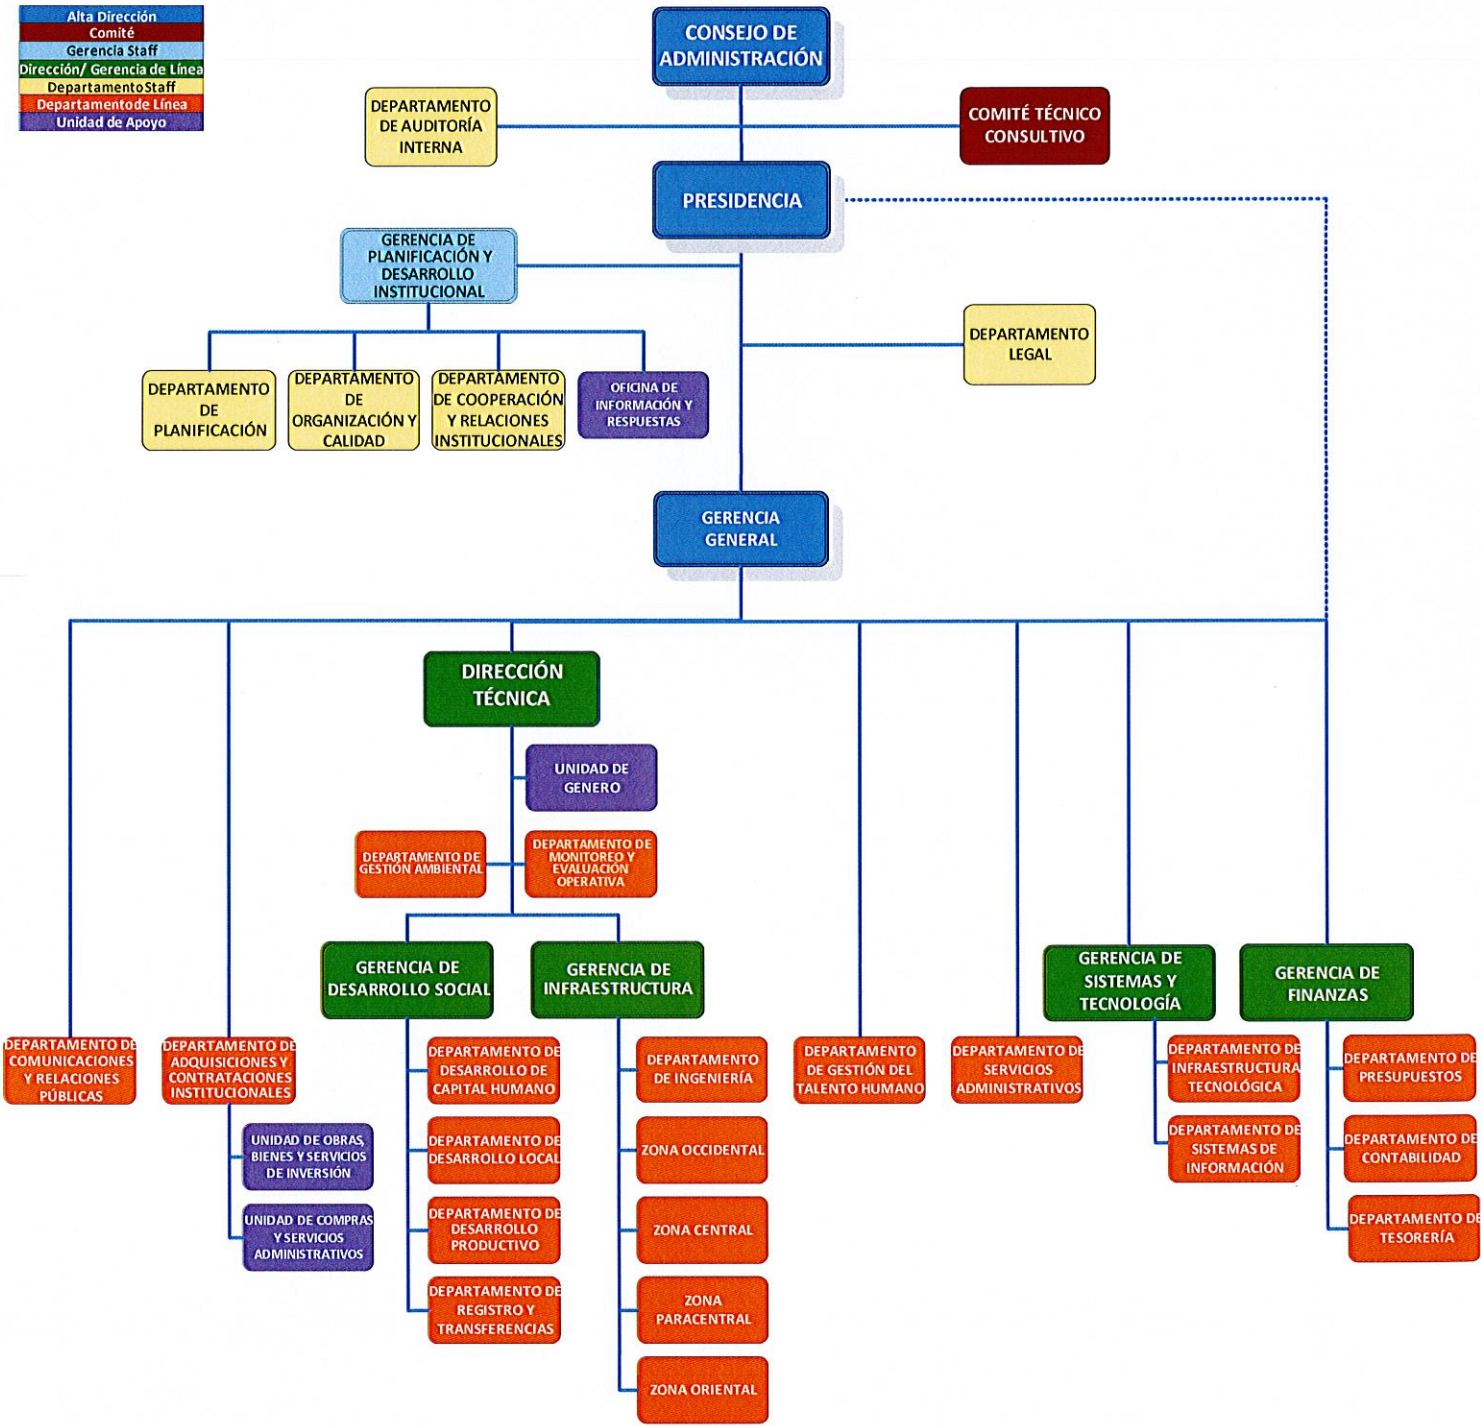 Alta Dirección
Comité
Gerencia Staff
Dirección/ Gerencia de Línea
Departamento Staff
Departamento de Línea
Unidad de Apoyo
CONSEJO DE
ADMINISTRACIÓN
DEPARTAMENTO
DE AUDITORÍA
INTERNA
COMITÉ TÉCNICO
CONSULTIVO
PRESIDENCIA
GERENCIA DE
PLANIFICACIÓN Y
DESARROLLO
INSTITUCIONAL
DEPARTAMENTO
LEGAL
DEPARTAMENTO
DE
PLANIFICACIÓN
DEPARTAMENTO
DE
ORGANIZACIÓN Y
CALIDAD
DEPARTAMENTO
DE COOPERACIÓN
Y RELACIONES
INSTITUCIONALES
OFICINA DE
INFORMACIÓN Y
RESPUESTAS
GERENCIA
GENERAL
DIRECCIÓN
TÉCNICA
UNIDAD DE
GENERO
DEPARTAMENTO DE
GESTIÓN AMBIENTAL
DEPARTAMENTO DE
MONITOREO Y
EVALUACIÓN
OPERATIVA
GERENCIA DE
DESARROLLO SOCIAL
GERENCIA DE
INFRAESTRUCTURA
GERENCIA DE
SISTEMAS Y
TECNOLOGÍA
GERENCIA DE
FINANZAS
DEPARTAMENTO DE
COMUNICACIONES
Y RELACIONES
PÚBLICAS
DEPARTAMENTO DE
ADQUISICIONES Y
CONTRATACIONES
INSTITUCIONALES
UNIDAD DE OBRAS,
BIENES Y SERVICIOS
DE INVERSIÓN
UNIDAD DE COMPRAS
Y SERVICIOS
ADMINISTRATIVOS
DEPARTAMENTO DE
DESARROLLO DE
CAPITAL HUMANO
DEPARTAMENTO DE
DESARROLLO LOCAL
DEPARTAMENTO DE
DESARROLLO
PRODUCTIVO
DEPARTAMENTO DE
REGISTRO Y
TRANSFERENCIAS
DEPARTAMENTO
DE INGENIERÍA
ZONA OCCIDENTAL
ZONA CENTRAL
ZONA
PARACENTRAL
ZONA ORIENTAL
DEPARTAMENTO
DE GESTIÓN DEL
TALENTO HUMANO
DEPARTAMENTO DE
SERVICIOS
ADMINISTRATIVOS
DEPARTAMENTO DE
INFRAESTRUCTURA
TECNOLÓGICA
DEPARTAMENTO DE
SISTEMAS DE
INFORMACIÓN
DEPARTAMENTO DE
PRESUPUESTOS
DEPARTAMENTO DE
CONTABILIDAD
DEPARTAMENTO DE
TESORERÍA